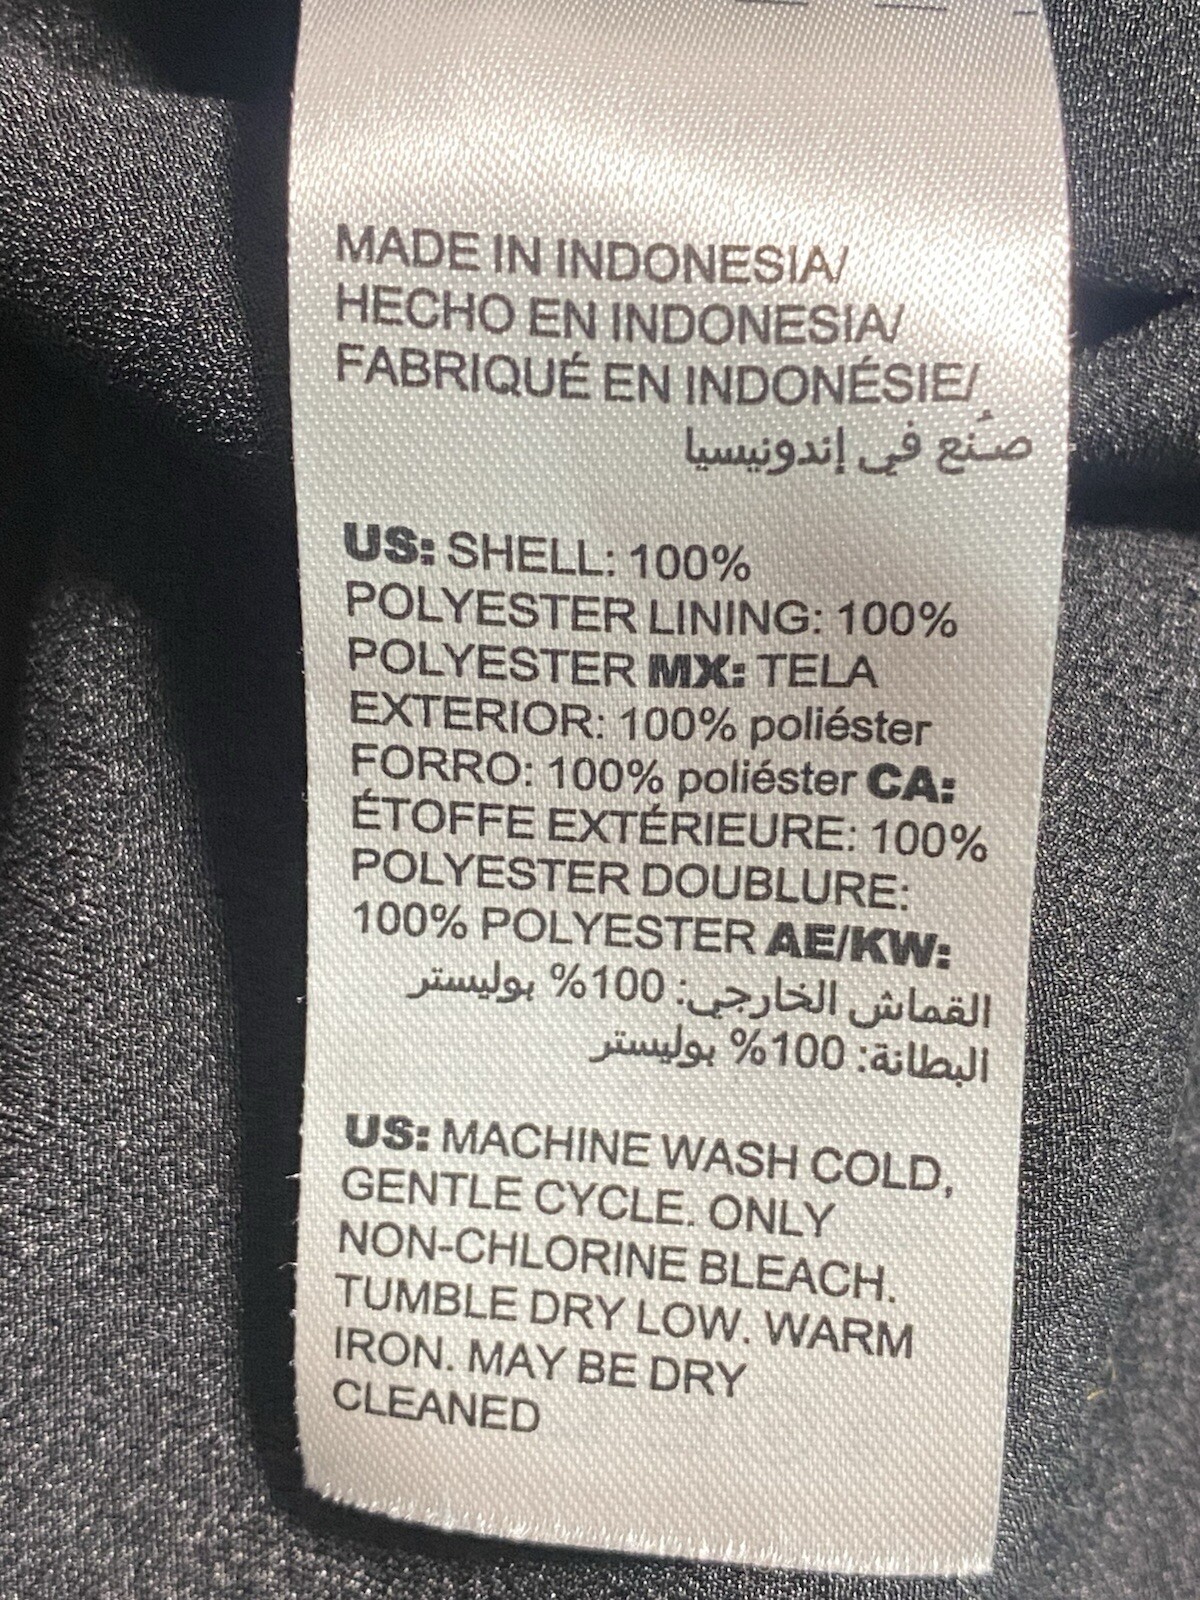 MADE IN INDONESIA/
HECHO EN INDONESIA/
FABRIQUÉ EN INDONÉSIE/
صُنع في إندونيسيا
US: SHELL: 100%
POLYESTER LINING: 100%
POLYESTER MX: TELA
EXTERIOR: 100% poliéster
FORRO: 100% poliéster CA:
ÉTOFFE EXTÉRIEURE: 100%
POLYESTER DOUBLURE:
100% POLYESTER AE/KW:
القماش الخارجي: 100% بوليستر
البطانة: 100% بوليستر
US: MACHINE WASH COLD,
GENTLE CYCLE. ONLY
NON-CHLORINE BLEACH.
TUMBLE DRY LOW. WARM
IRON. MAY BE DRY
CLEANED